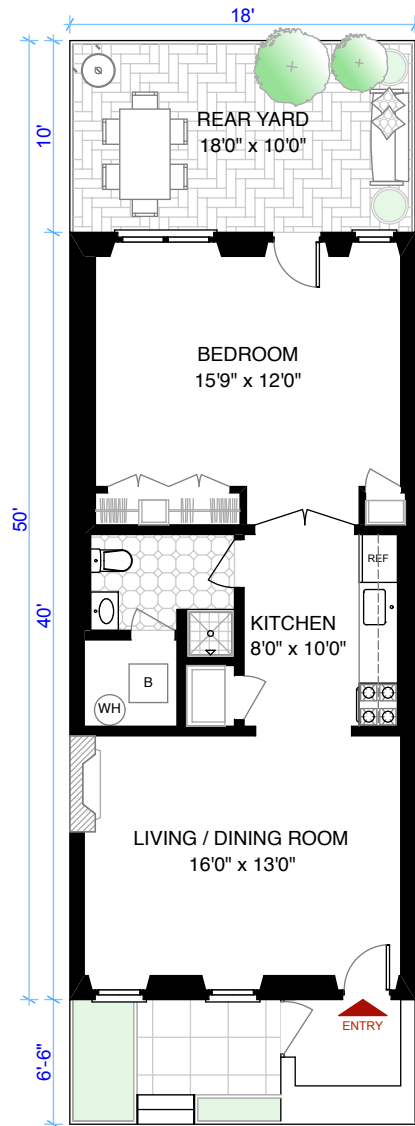 18'
10'
REAR YARD
18'0" x 10'0"
BEDROOM
15'9" x 12'0"
50'
40'
REF
KITCHEN
8'0" x 10'0"
B
WH
LIVING / DINING ROOM
16'0" x 13'0"
ENTRY
6'-6"